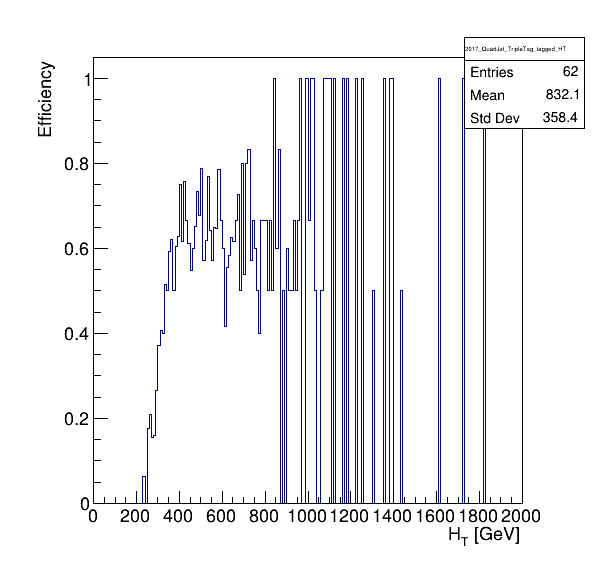 2017_QuadJet_TripleTag_tagged_HT
Entries 62
Mean 832.1
Std Dev 358.4
Efficiency
1
0.8
0.6
0.4
0.2
0
0 200 400 600 800 1000 1200 1400 1600 1800 2000
H_T [GeV]